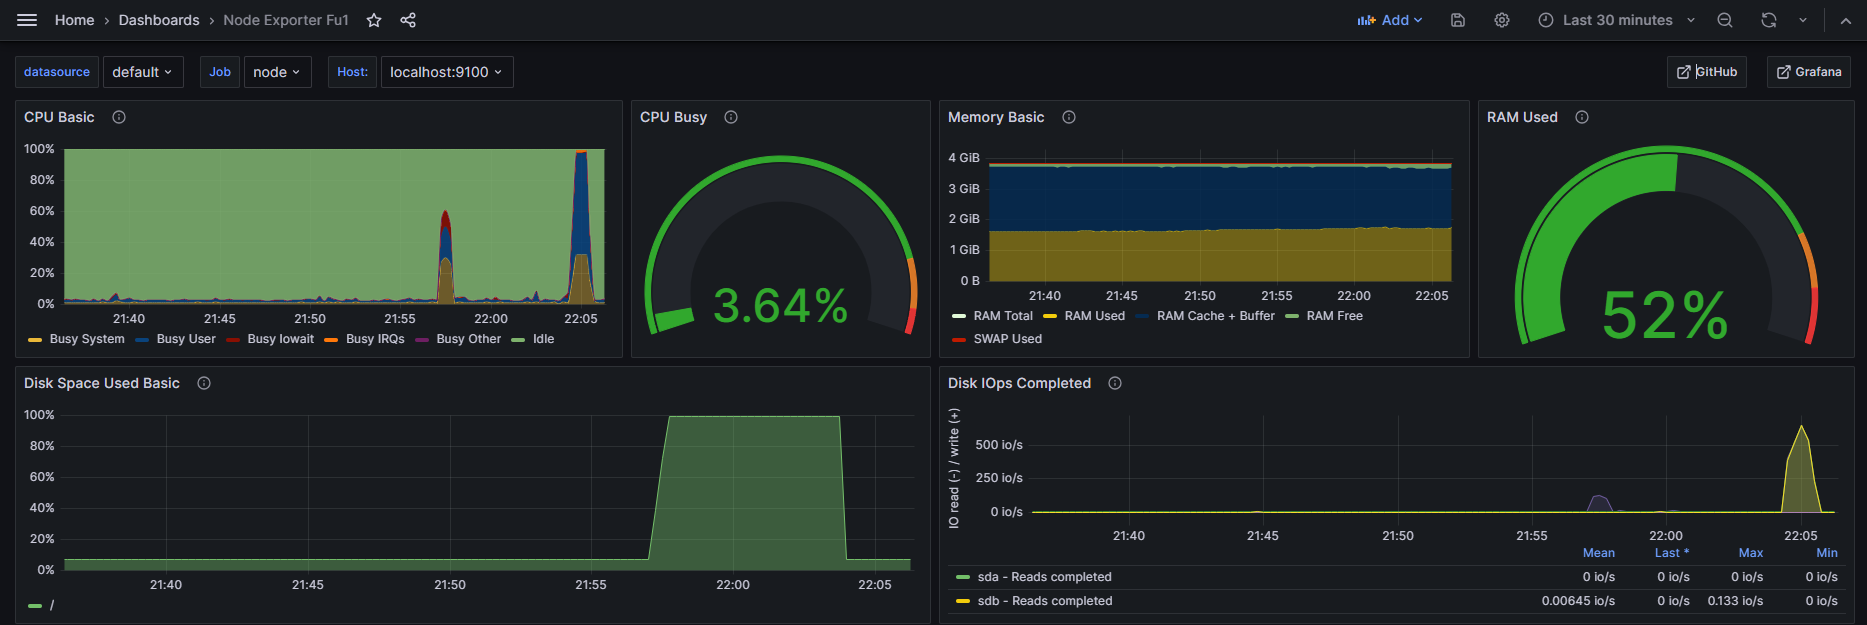 Home › Dashboards › Node Exporter Fu1
Add
Last 30 minutes
datasource default Job node Host: localhost:9100
GitHub Grafana
CPU Basic
100%
80%
60%
40%
20%
0%
21:40 21:45 21:50 21:55 22:00 22:05
Busy System Busy User Busy Iowait Busy IRQs Busy Other Idle
CPU Busy
3.64%
Memory Basic
4 GiB
3 GiB
2 GiB
1 GiB
0 B
21:40 21:45 21:50 21:55 22:00 22:05
RAM Total RAM Used RAM Cache + Buffer RAM Free
SWAP Used
RAM Used
52%
Disk Space Used Basic
100%
80%
60%
40%
20%
0%
21:40 21:45 21:50 21:55 22:00 22:05
/
Disk IOps Completed
IO read (-) / write (+)
500 io/s
250 io/s
0 io/s
21:40 21:45 21:50 21:55 22:00 22:05
Mean Last * Max Min
sda - Reads completed 0 io/s 0 io/s 0 io/s 0 io/s
sdb - Reads completed 0.00645 io/s 0 io/s 0.133 io/s 0 io/s